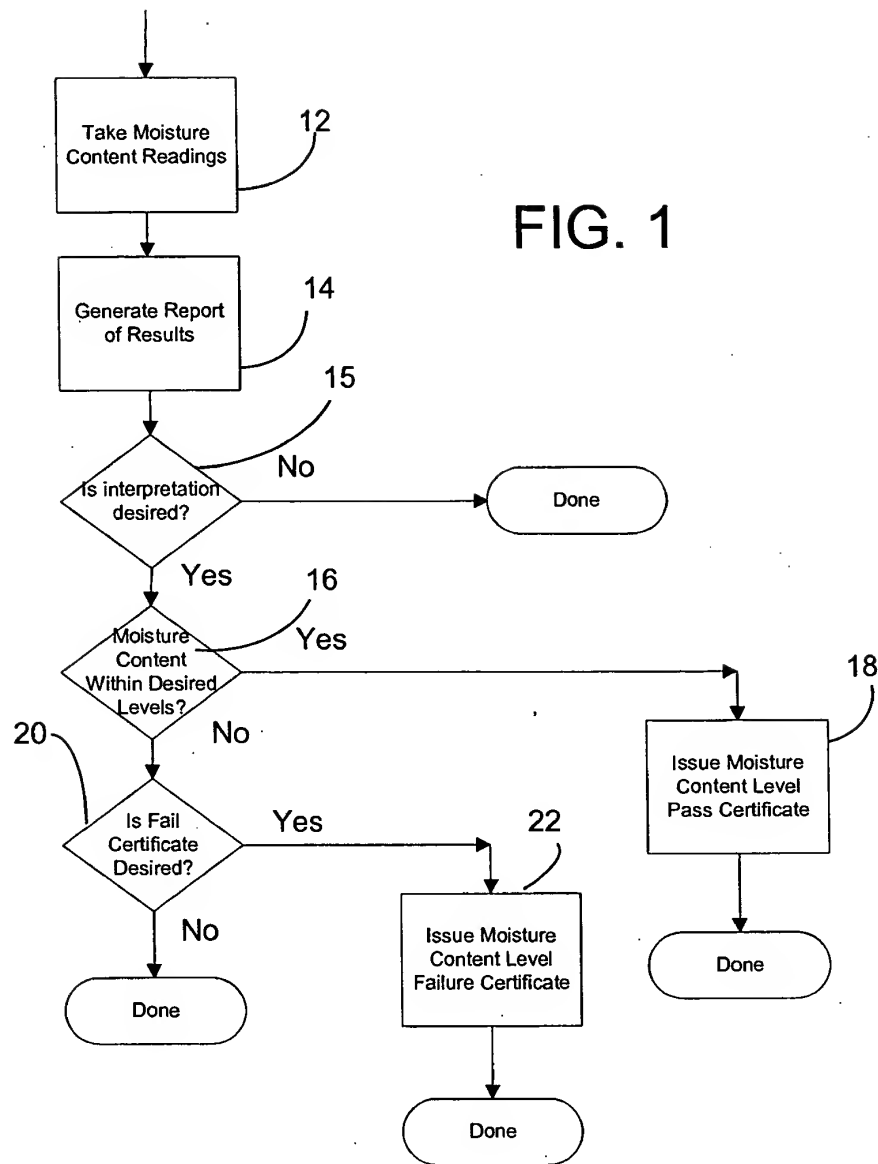 Take Moisture
Content Readings
12
FIG. 1
Generate Report
of Results
14
15
Is interpretation
desired?
No
Done
Yes
16
Moisture
Content
Within Desired
Levels?
Yes
18
Issue Moisture
Content Level
Pass Certificate
Done
No
20
Is Fail
Certificate
Desired?
Yes
22
Issue Moisture
Content Level
Failure Certificate
Done
No
Done